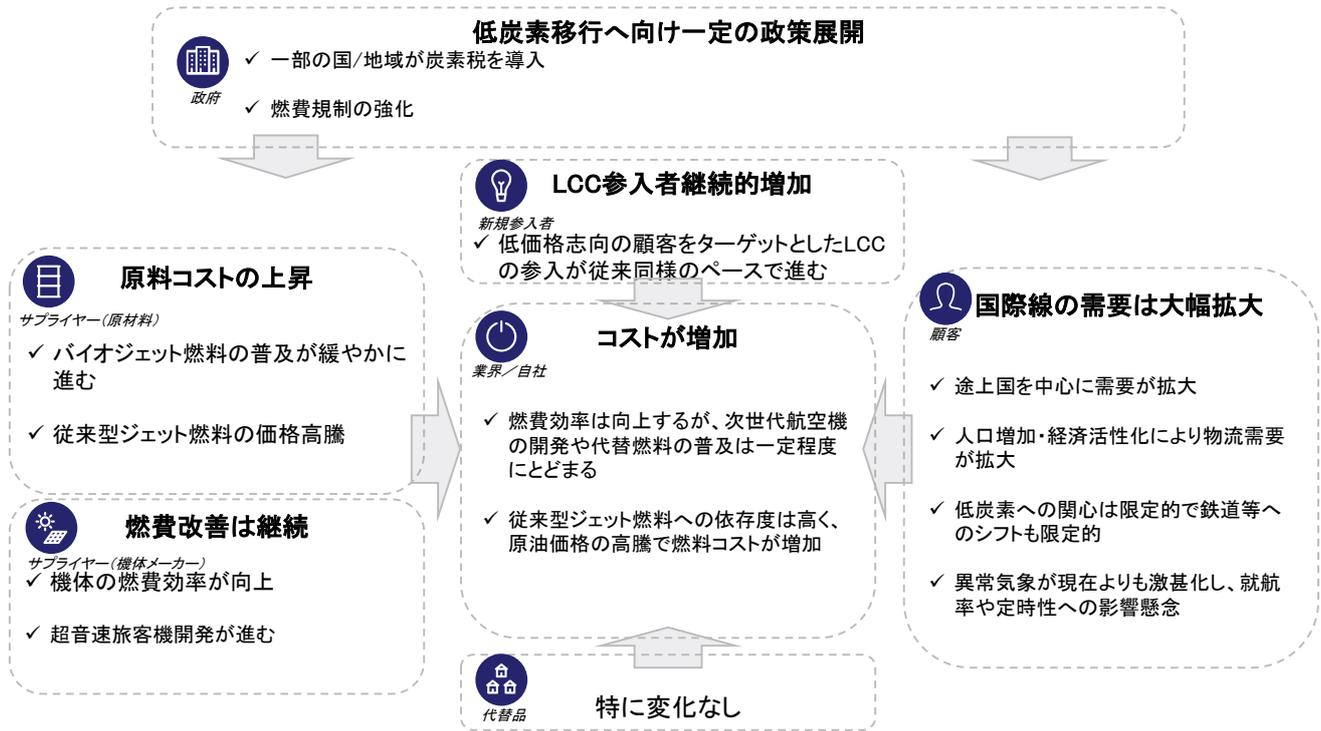 低炭素移行へ向け一定の政策展開
政府
✓ 一部の国/地域が炭素税を導入
✓ 燃費規制の強化
LCC参入者継続的増加
新規参入者
✓ 低価格志向の顧客をターゲットとしたLCC
の参入が従来同様のペースで進む
原料コストの上昇
サプライヤー(原材料)
✓ バイオジェット燃料の普及が緩やかに
進む
✓ 従来型ジェット燃料の価格高騰
燃費改善は継続
サプライヤー(機体メーカー)
✓ 機体の燃費効率が向上
✓ 超音速旅客機開発が進む
コストが増加
業界/自社
✓ 燃費効率は向上するが、次世代航空機
の開発や代替燃料の普及は一定程度
にとどまる
✓ 従来型ジェット燃料への依存度は高く、
原油価格の高騰で燃料コストが増加
国際線の需要は大幅拡大
顧客
✓ 途上国を中心に需要が拡大
✓ 人口増加・経済活性化により物流需要
が拡大
✓ 低炭素への関心は限定的で鉄道等へ
のシフトも限定的
✓ 異常気象が現在よりも激甚化し、就航
率や定時性への影響懸念
代替品
特に変化なし